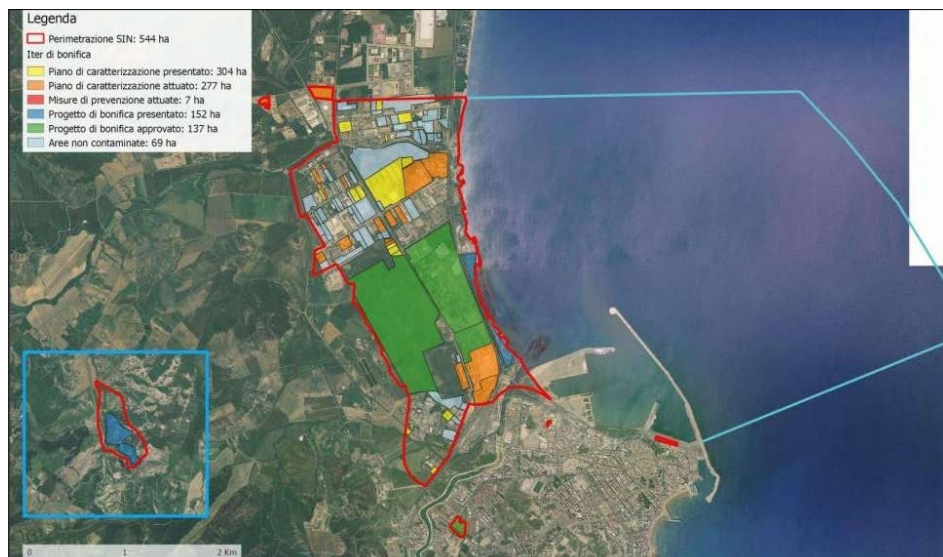 Legenda
Perimetrazione SIN: 544 ha
Iter di bonifica
Piano di caratterizzazione presentato: 304 ha
Piano di caratterizzazione attuato: 277 ha
Misure di prevenzione attuate: 7 ha
Progetto di bonifica presentato: 152 ha
Progetto di bonifica approvato: 137 ha
Aree non contaminate: 69 ha
0 1 2 Km